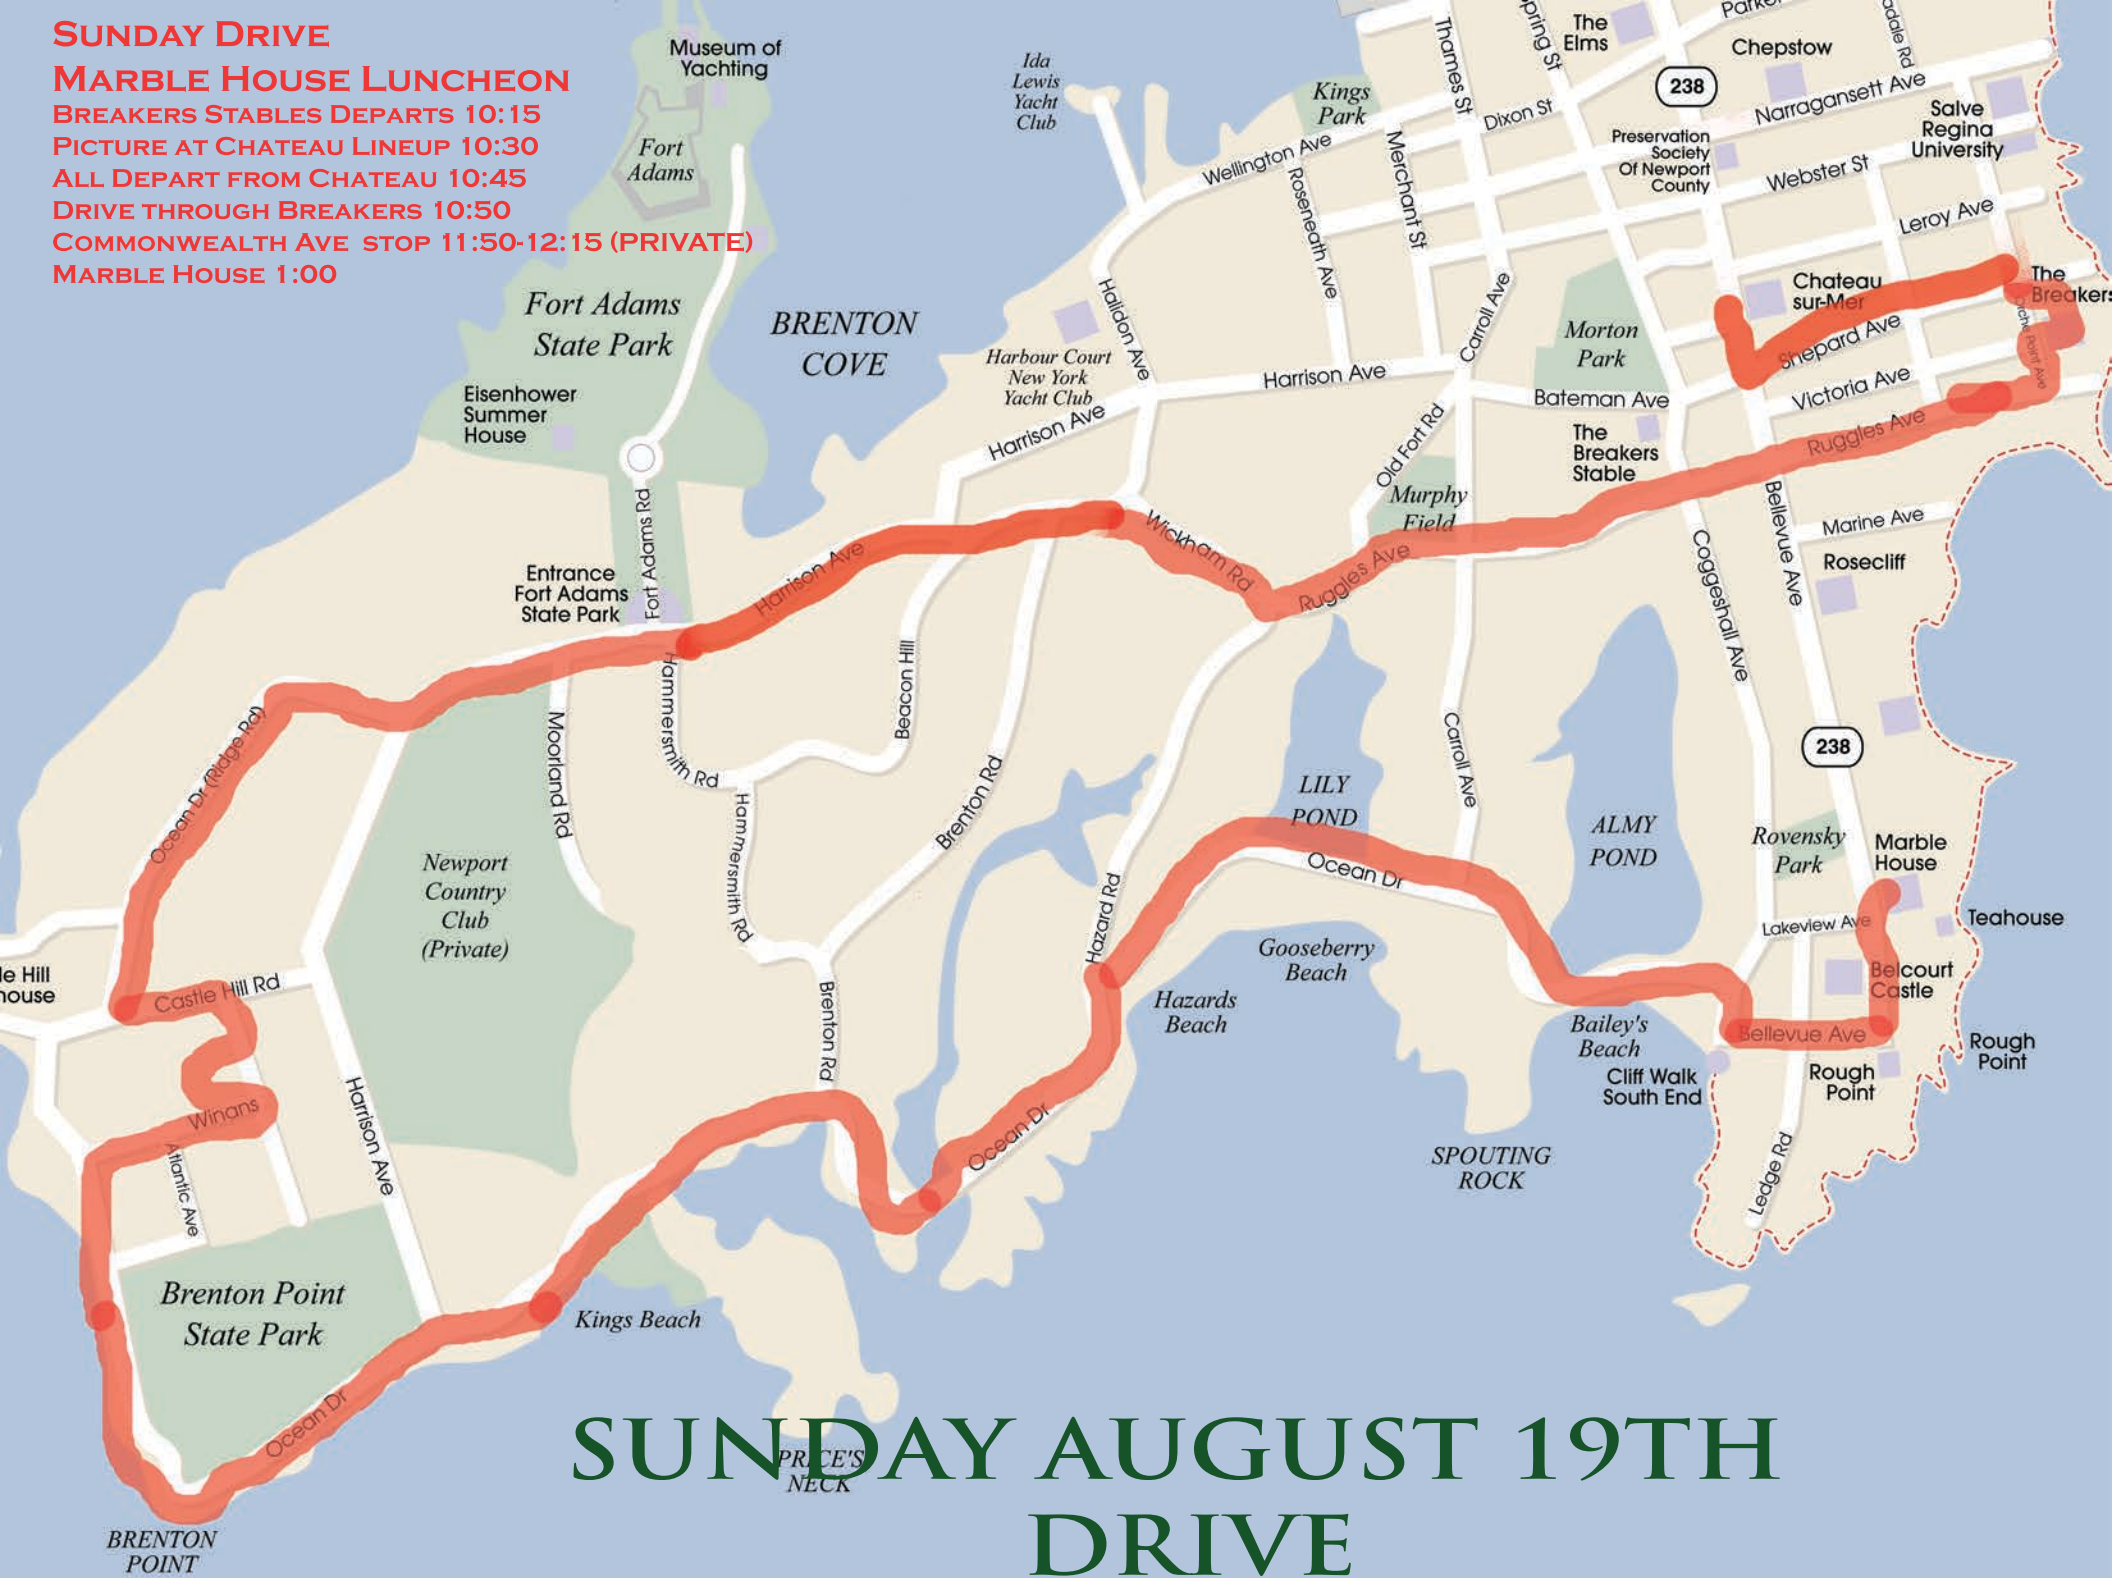 SUNDAY DRIVE
MARBLE HOUSE LUNCHEON
BREAKERS STABLES DEPARTS 10:15
PICTURE AT CHATEAU LINEUP 10:30
ALL DEPART FROM CHATEAU 10:45
DRIVE THROUGH BREAKERS 10:50
COMMONWEALTH AVE STOP 11:50-12:15 (PRIVATE)
MARBLE HOUSE 1:00
Museum of
Yachting
Fort
Adams
Fort Adams
State Park
Eisenhower
Summer
House
BRENTON
COVE
Ida
Lewis
Yacht
Club
Kings
Park
Wellington Ave
Thames St
pring St
Dixon St
The
Elms
238
Chepstow
Narragansett Ave
Salve
Regina
University
Preservation
Society
Of Newport
County
Webster St
Leroy Ave
Merchant St
Roseneath Ave
Halidon Ave
Carroll Ave
Harbour Court
New York
Yacht Club
Harrison Ave
Harrison Ave
Morton
Park
Bateman Ave
Chateau
sur-Mer
Shepard Ave
Victoria Ave
Ruggles Ave
The
Breakers
Point Ave
The
Breakers
Stable
Old Fort Rd
Murphy
Field
Wickham Rd
Ruggles Ave
Harrison Ave
Fort Adams Rd
Entrance
Fort Adams
State Park
Bellevue Ave
Marine Ave
Rosecliff
Coggeshall Ave
238
Beacon Hill
Hammersmith Rd
Hammersmith Rd
Moorland Rd
Ocean Dr (Ridge Rd)
Newport
Country
Club
(Private)
Brenton Rd
Brenton Rd
Hazard Rd
LILY
POND
Ocean Dr
Carroll Ave
ALMY
POND
Rovensky
Park
Marble
House
Lakeview Ave
Teahouse
Belcourt
Castle
Bellevue Ave
Rough
Point
Rough
Point
Gooseberry
Beach
Hazards
Beach
Bailey's
Beach
Cliff Walk
South End
SPOUTING
ROCK
Ledge Rd
le Hill
house
Castle Hill Rd
Winans
Atlantic Ave
Harrison Ave
Ocean Dr
Brenton Point
State Park
Kings Beach
Ocean Dr
PRICE'S
NECK
BRENTON
POINT
SUNDAY AUGUST 19TH
DRIVE